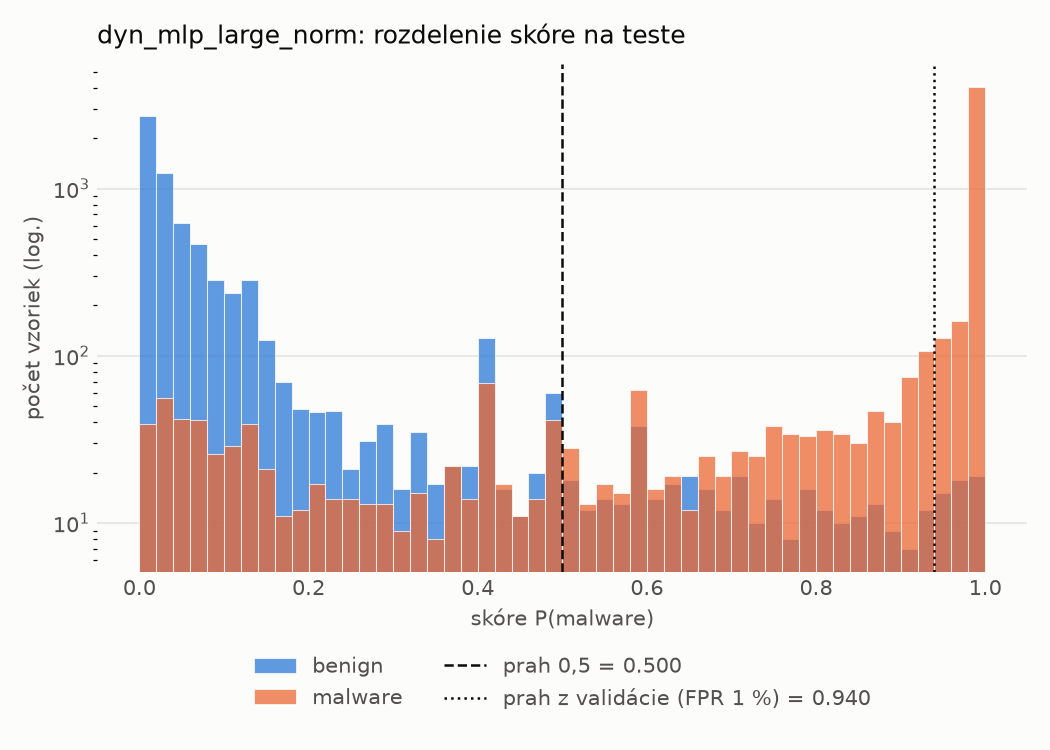 dyn_mlp_large_norm: rozdelenie skóre na teste
počet vzoriek (log.)
10³
10²
10¹
0.0 0.2 0.4 0.6 0.8 1.0
skóre P(malware)
benign
malware
prah 0,5 = 0.500
prah z validácie (FPR 1 %) = 0.940